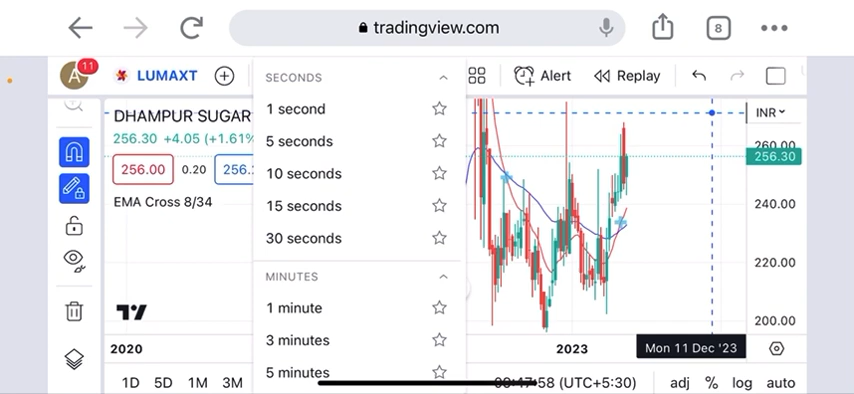 tradingview.com
8
A
11
LUMAXT
Alert
Replay
SECONDS
1 second
5 seconds
10 seconds
15 seconds
30 seconds
MINUTES
1 minute
3 minutes
5 minutes
DHAMPUR SUGAR
256.30 +4.05 (+1.61%
256.00
0.20
256.
EMA Cross 8/34
INR
260.00
256.30
240.00
220.00
200.00
2020
2023
Mon 11 Dec '23
1D 5D 1M 3M
:58 (UTC+5:30)
adj % log auto